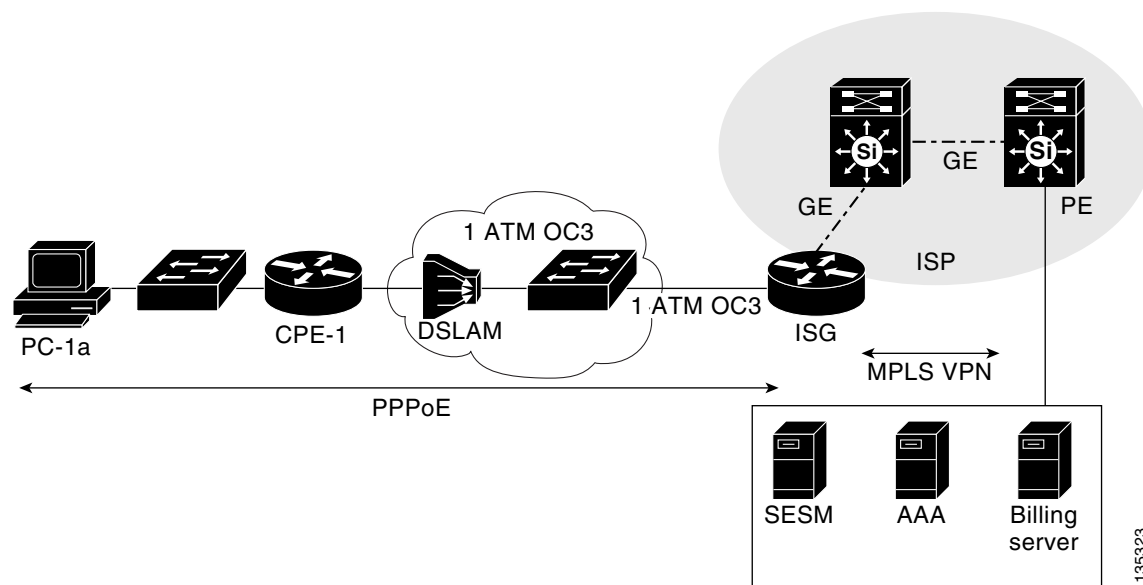 Si
Si
GE
GE
PE
1 ATM OC3
ISP
1 ATM OC3
PC-1a
CPE-1
DSLAM
ISG
MPLS VPN
PPPoE
SESM
AAA
Billing
server
135323